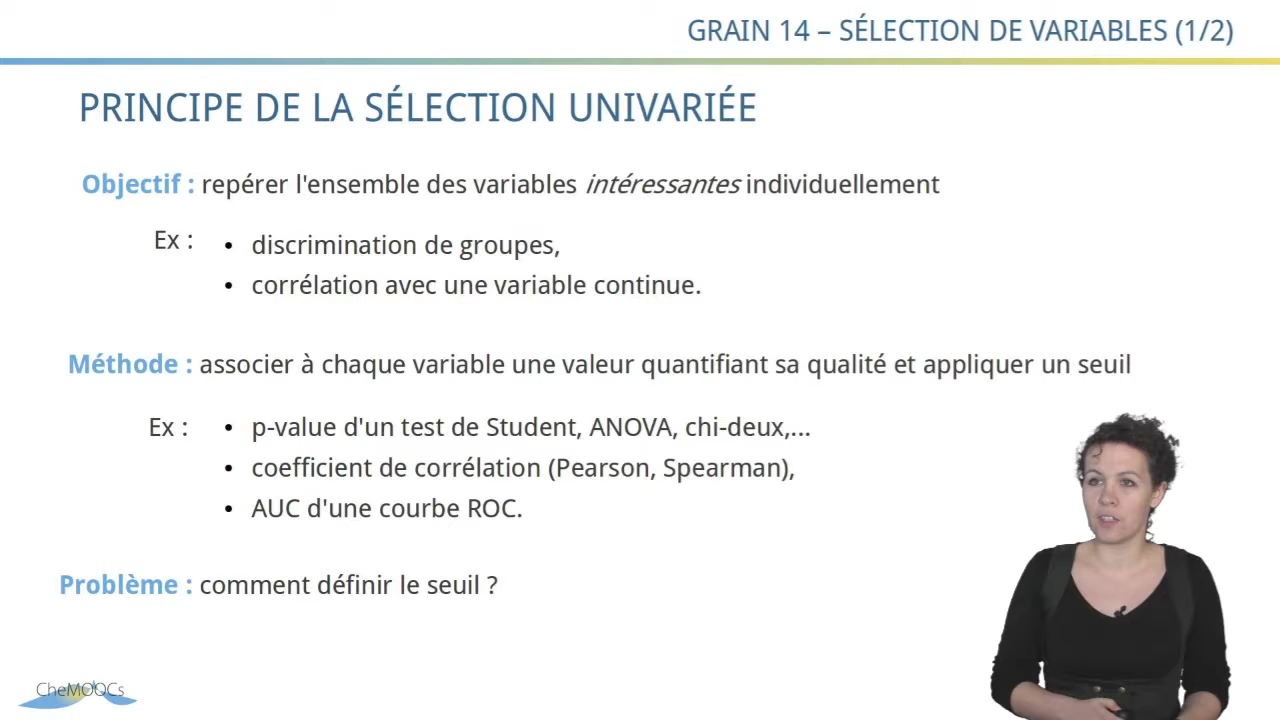 GRAIN 14 – SÉLECTION DE VARIABLES (1/2)
PRINCIPE DE LA SÉLECTION UNIVARIÉE
Objectif : repérer l'ensemble des variables intéressantes individuellement
Ex :
• discrimination de groupes,
• corrélation avec une variable continue.
Méthode : associer à chaque variable une valeur quantifiant sa qualité et appliquer un seuil
Ex :
• p-value d'un test de Student, ANOVA, chi-deux,...
• coefficient de corrélation (Pearson, Spearman),
• AUC d'une courbe ROC.
Problème : comment définir le seuil ?
CheMOOCs